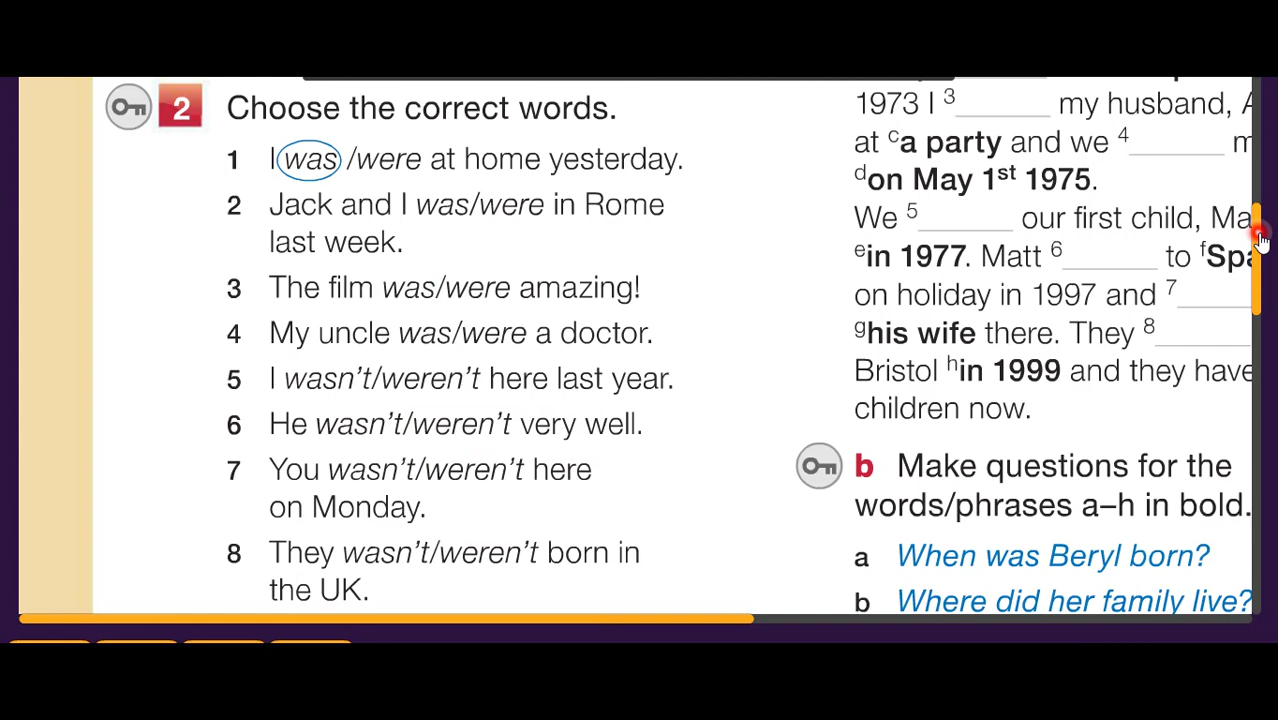 2 Choose the correct words.
1 I was /were at home yesterday.
2 Jack and I was/were in Rome
last week.
3 The film was/were amazing!
4 My uncle was/were a doctor.
5 I wasn't/weren't here last year.
6 He wasn't/weren't very well.
7 You wasn't/weren't here
on Monday.
8 They wasn't/weren't born in
the UK.
1973 I 3 ______ my husband,
at c a party and we 4 ______
d on May 1st 1975.
We 5 ______ our first child,
e in 1977. Matt 6 ______ to f
on holiday in 1997 and 7 ______
g his wife there. They 8 ______
Bristol h in 1999 and they have
children now.
b Make questions for the
words/phrases a–h in bold.
a When was Beryl born?
b Where did her family live?